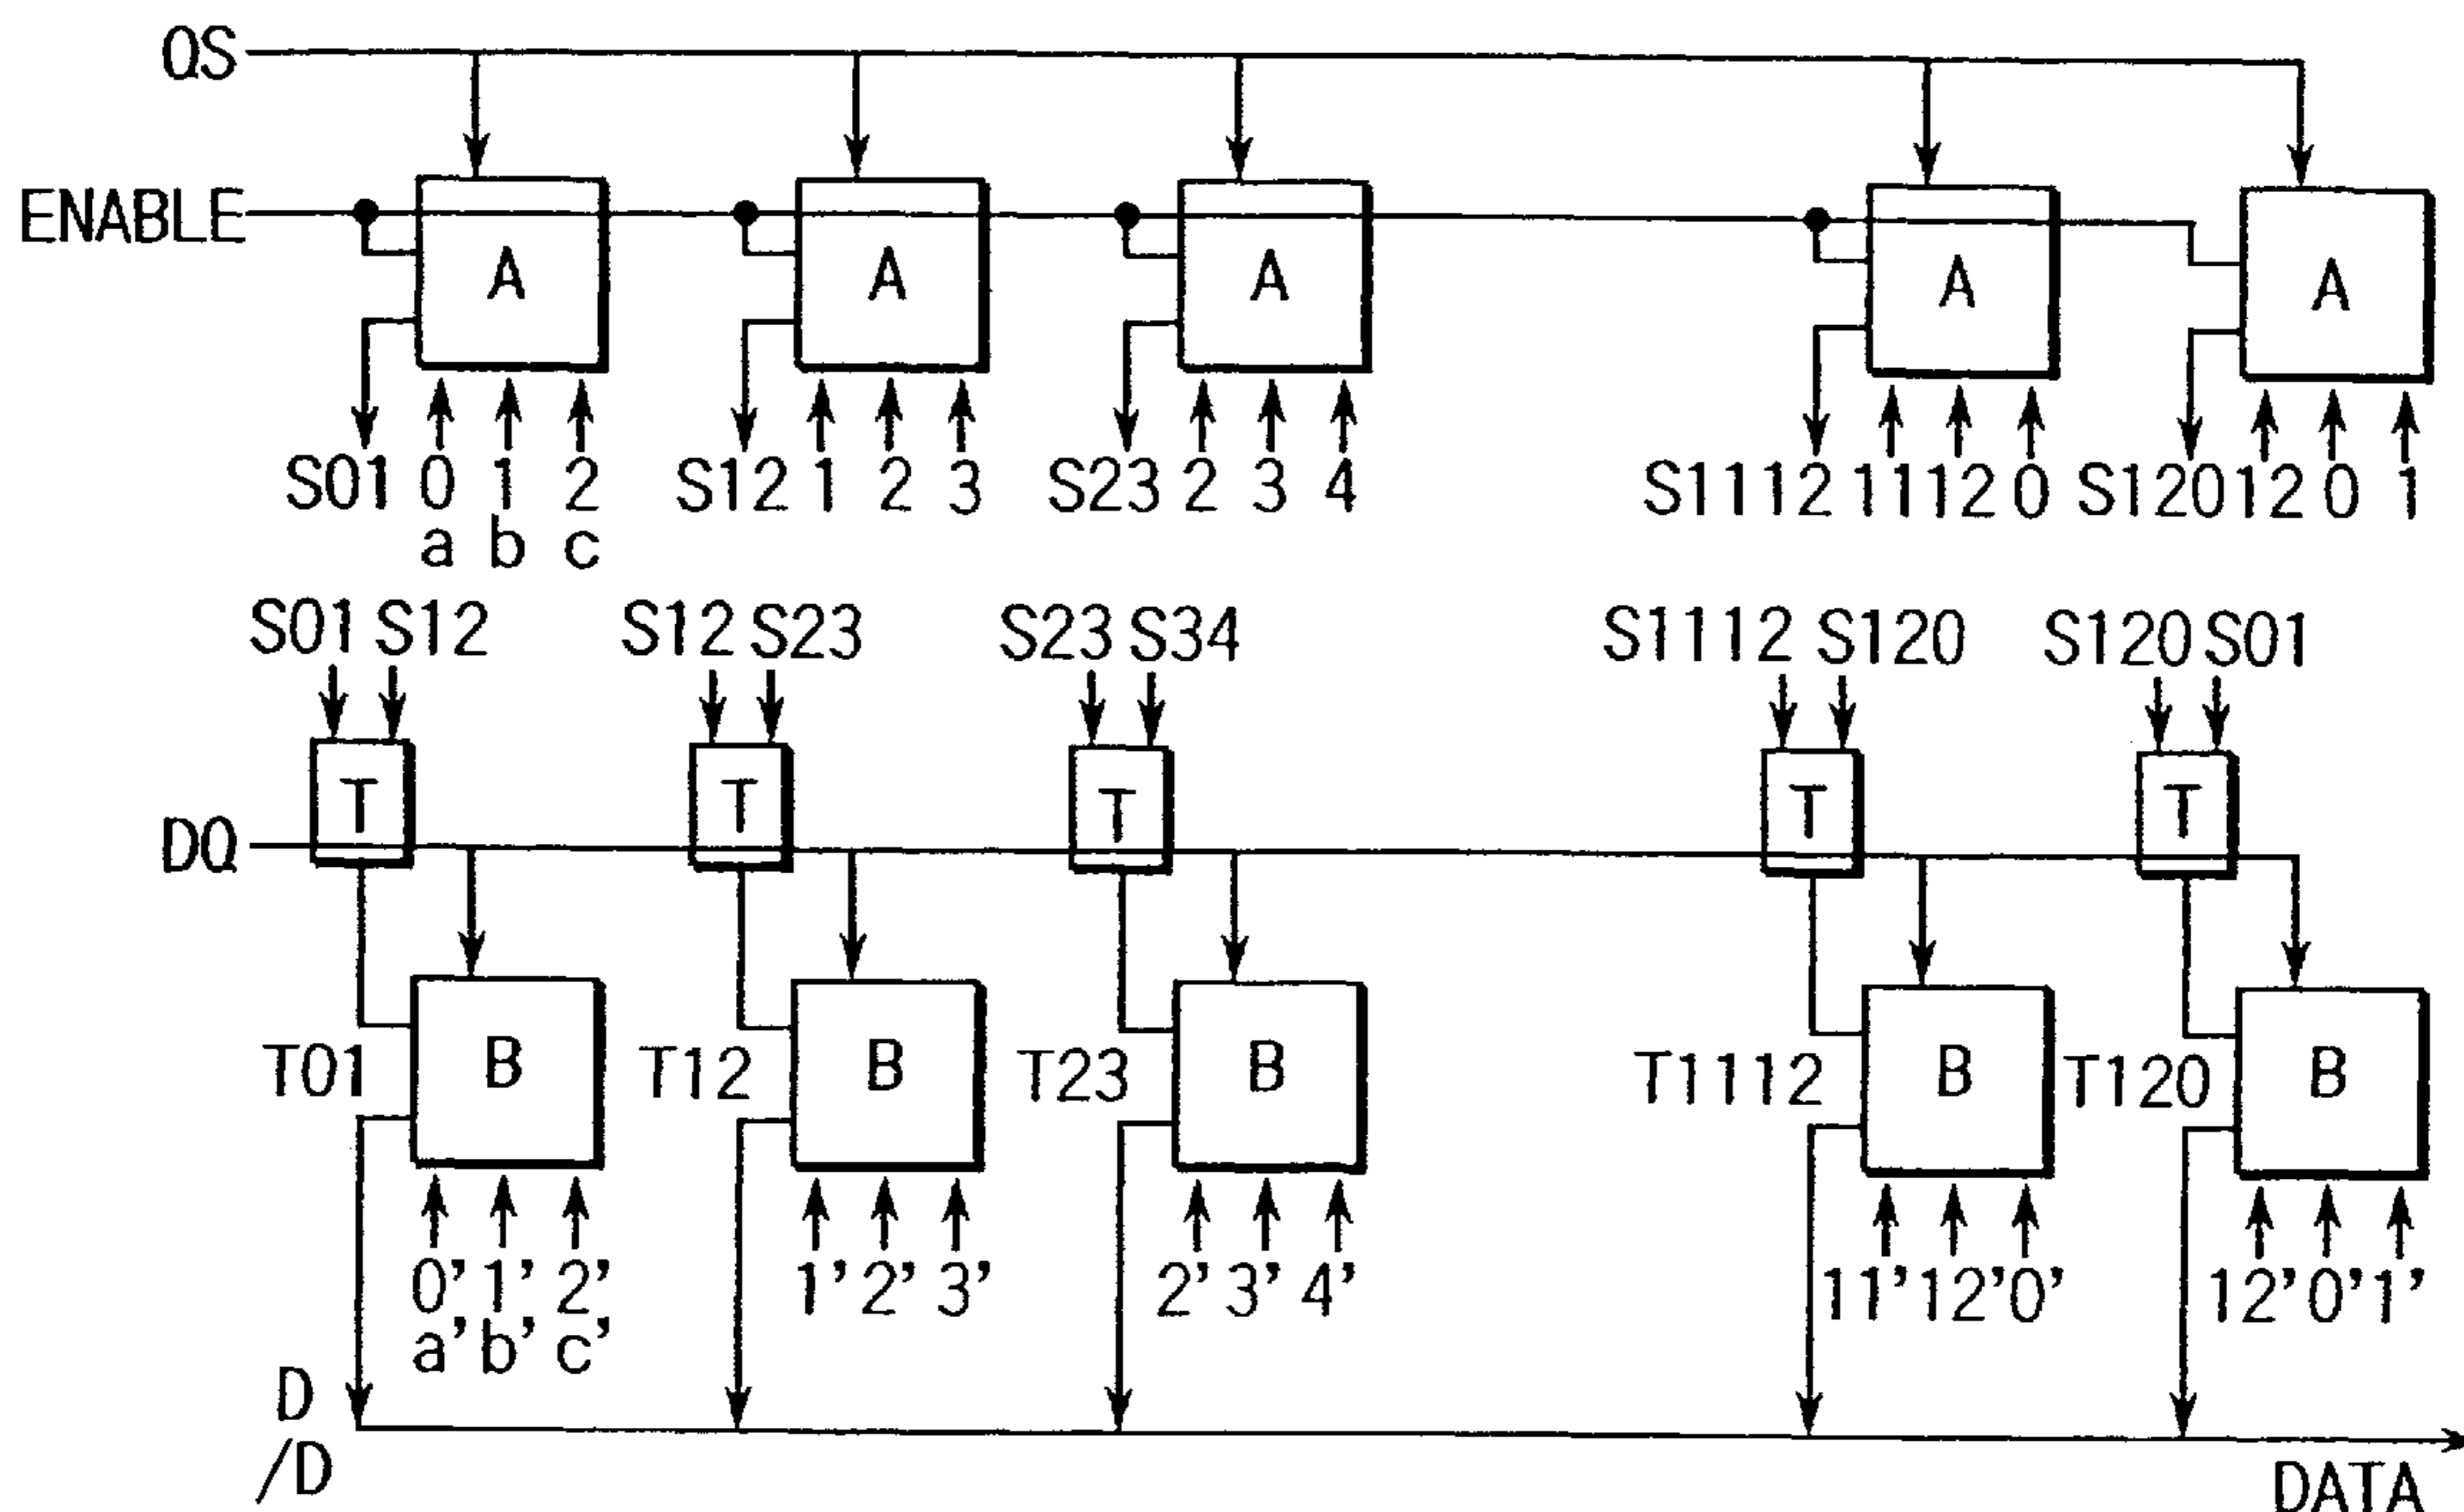 QS
ENABLE
A A A A A
S01 0 1 2 S12 1 2 3 S23 2 3 4 S1112 11 12 0 S120 12 0 1
a b c
S01 S12 S12 S23 S23 S34 S1112 S120 S120 S01
T T T T T
DQ
B B B B B
T01 T12 T23 T1112 T120
0' 1' 2' 1' 2' 3' 2' 3' 4' 11' 12' 0' 12' 0' 1'
a' b' c'
D
/D
DATA